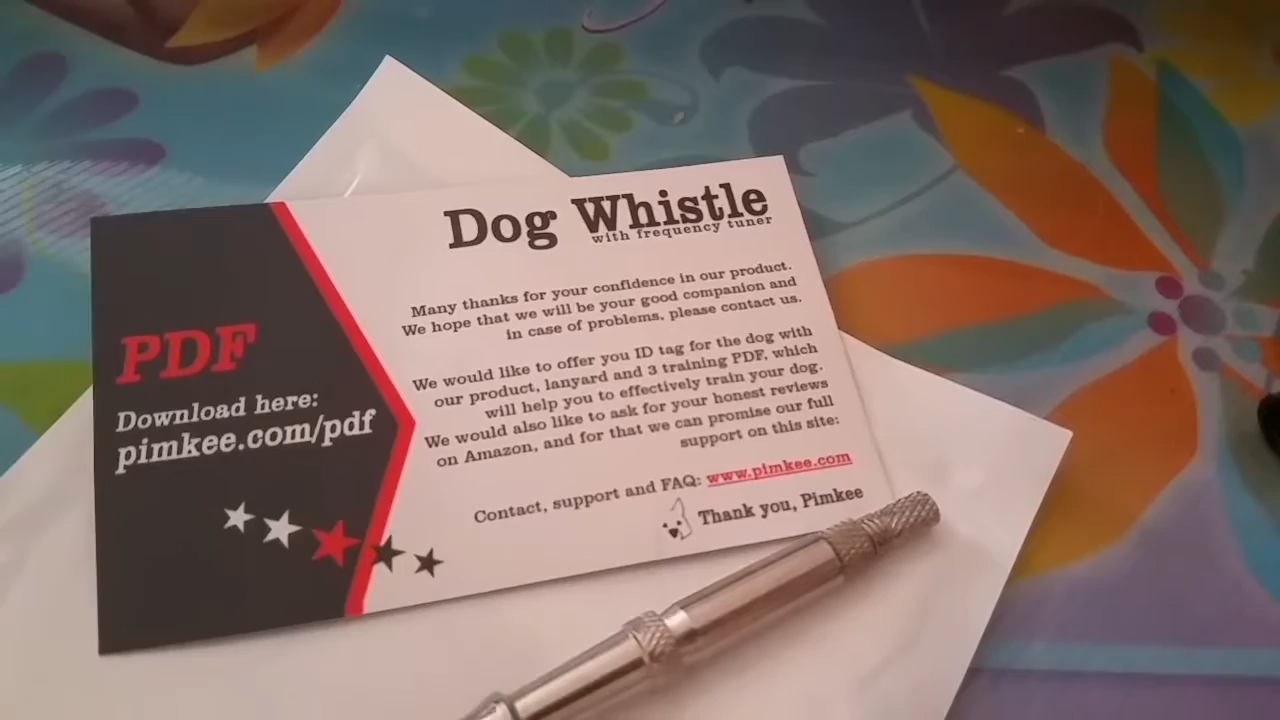 PDF
Download here:
pimkee.com/pdf
Dog Whistle
with frequency tuner
Many thanks for your confidence in our product.
We hope that we will be your good companion and
in case of problems, please contact us.
We would like to offer you ID tag for the dog with
our product, lanyard and 3 training PDF, which
will help you to effectively train your dog.
We would also like to ask for your honest reviews
on Amazon, and for that we can promise our full
support on this site:
Contact, support and FAQ: www.pimkee.com
Thank you, Pimkee